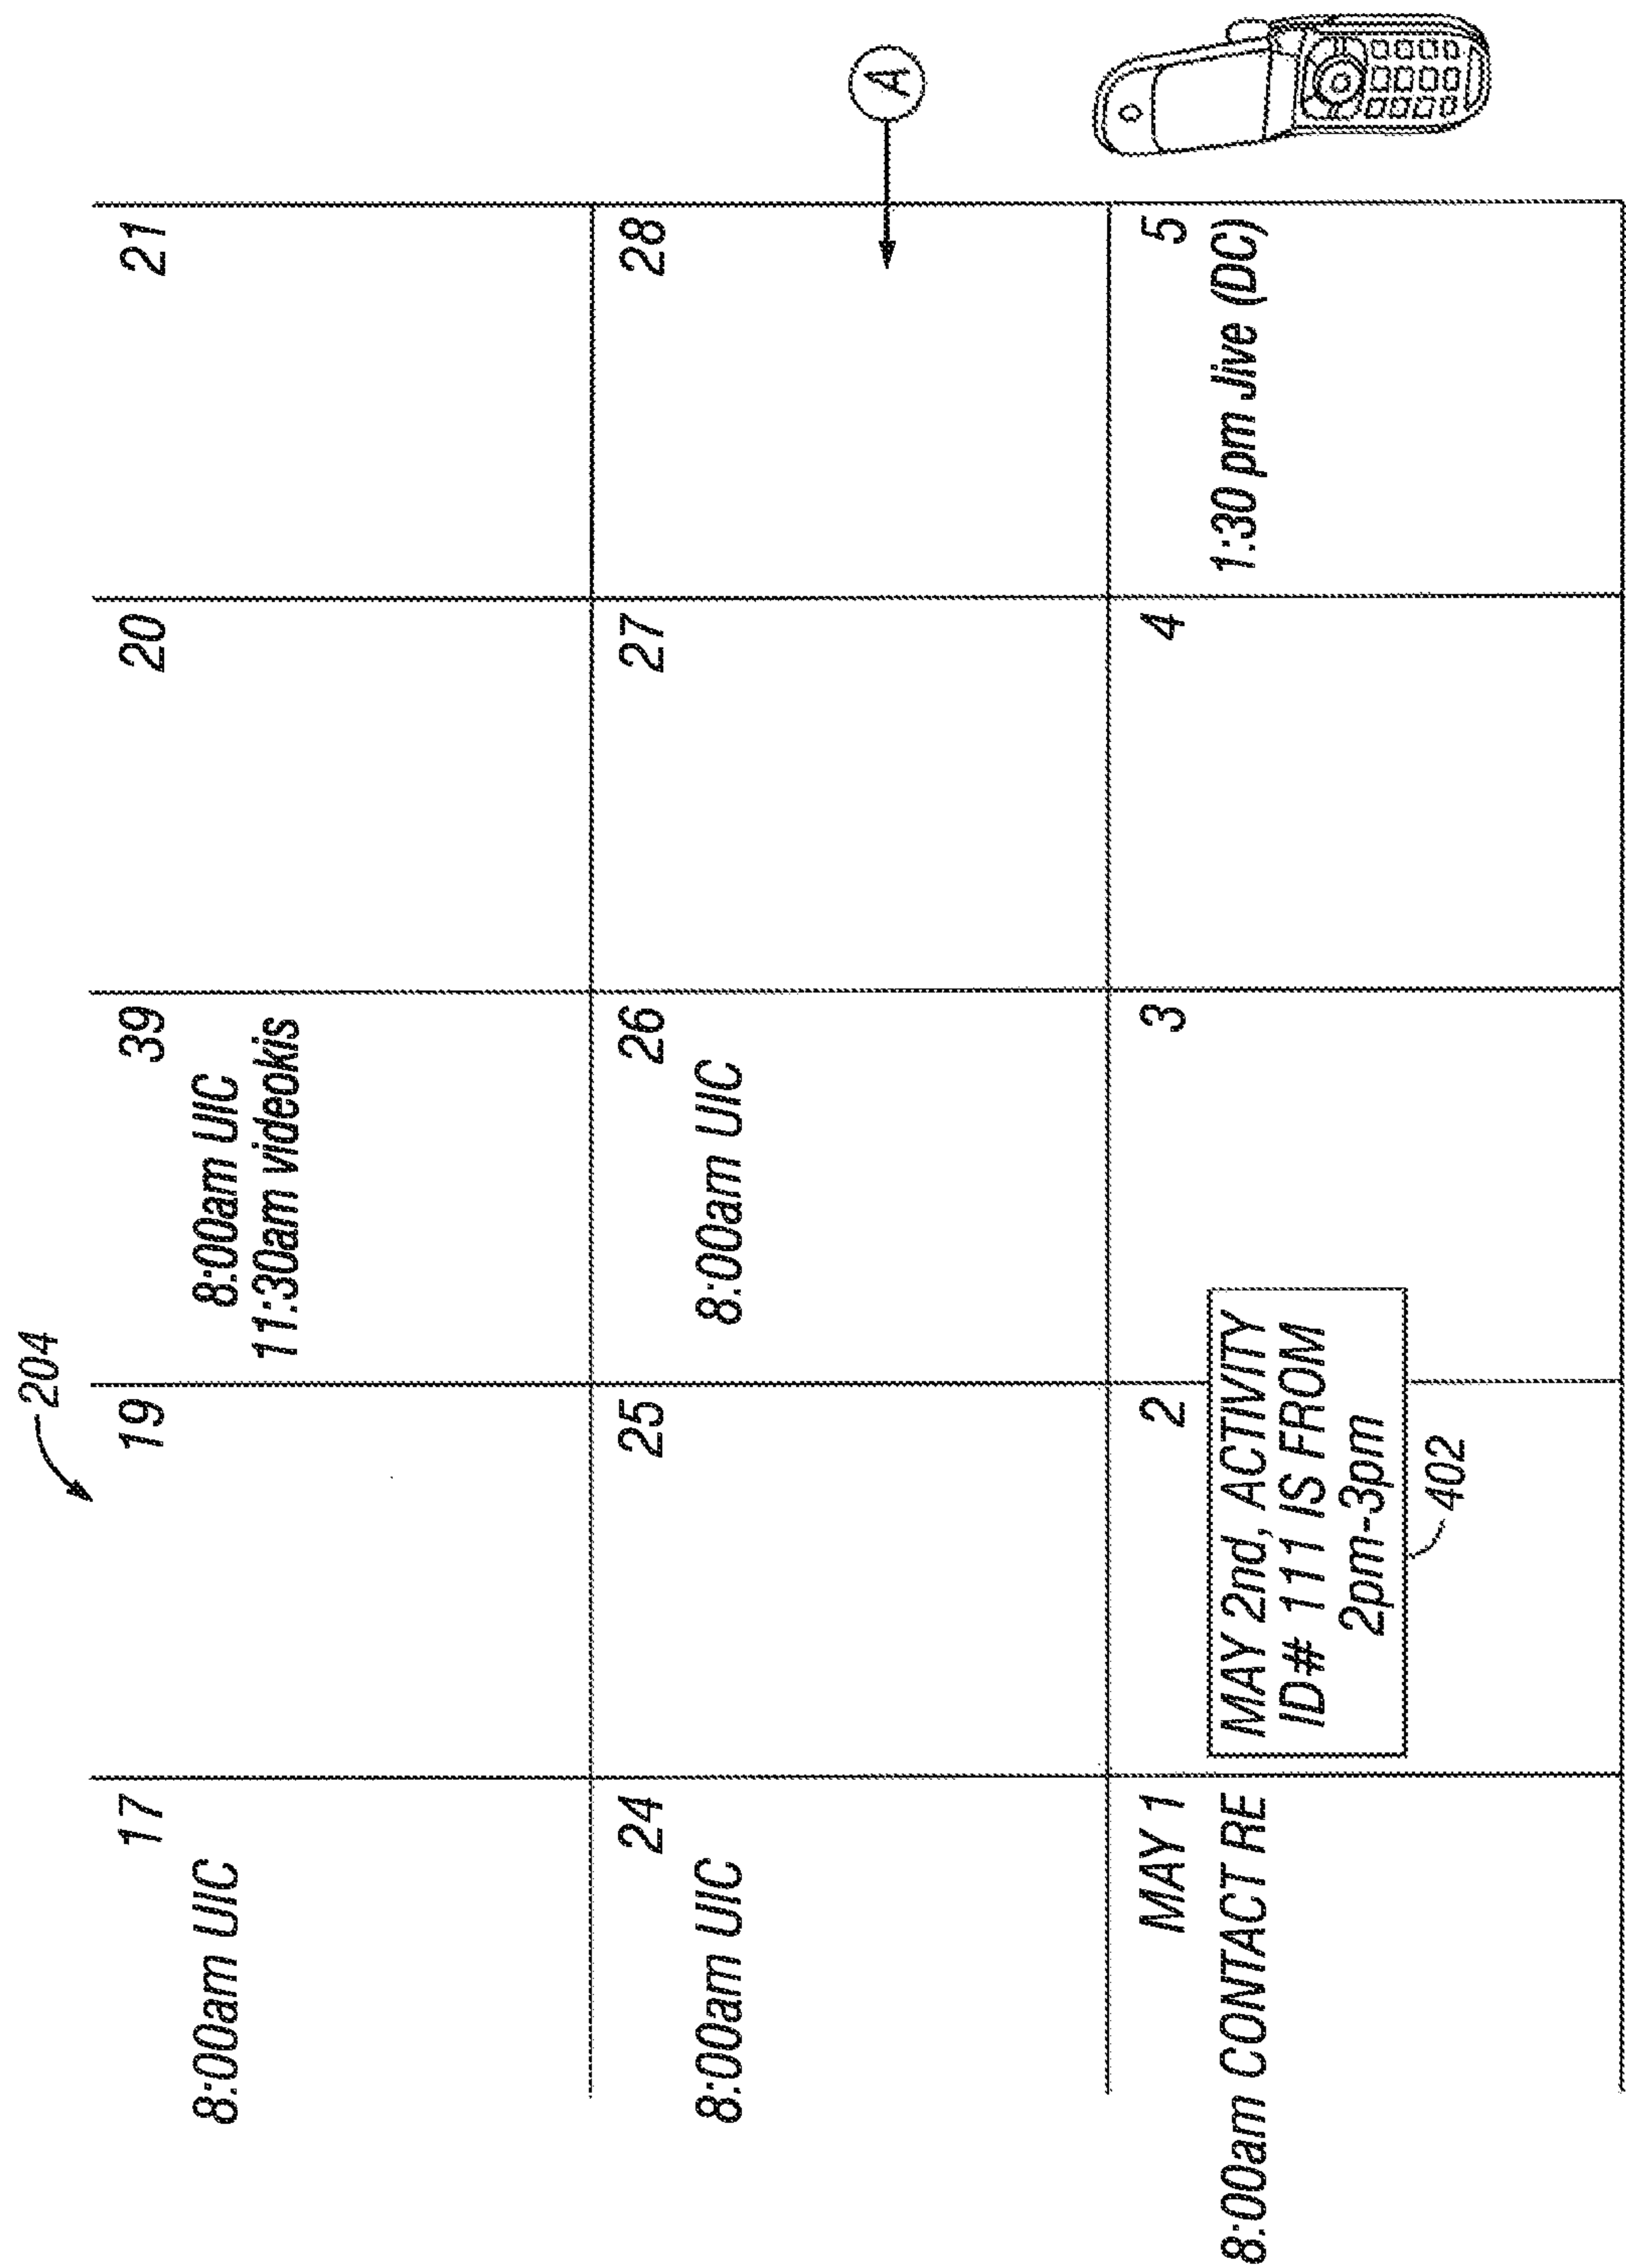 204
17
8:00am UIC
19
39
8:00am UIC
11:30am videokis
20
21
24
8:00am UIC
25
26
8:00am UIC
27
28
A
MAY 1
8:00am CONTACT RE
2
MAY 2nd, ACTIVITY
ID# 111 IS FROM
2pm-3pm
402
3
4
5
1:30 pm Jive (DC)